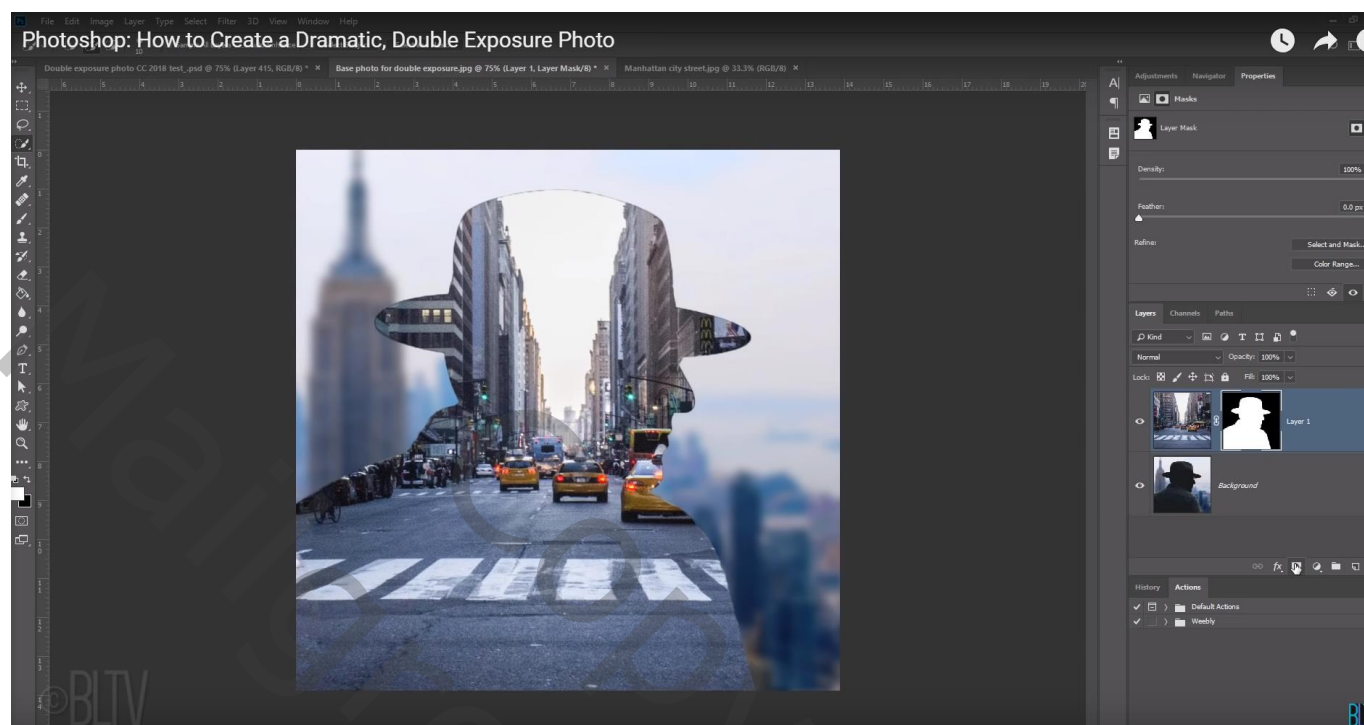 File Edit Image Layer Type Select Filter 3D View Window Help
Photoshop: How to Create a Dramatic, Double Exposure Photo
Double exposure photo CC 2018 test_.psd @ 75% (Layer 415, RGB/8) * × Base photo for double exposure.jpg @ 75% (Layer 1, Layer Mask/8) * × Manhattan city street.jpg @ 33.3% (RGB/8) ×
Adjustments Navigator Properties
Masks
Layer Mask
Density: 100%
Feather: 0.0 px
Refine: Select and Mask...
Color Range...
Layers Channels Paths
Kind
Normal Opacity: 100%
Lock: Fill: 100%
Layer 1
Background
fx
History Actions
Default Actions
Weebly
©BLTV